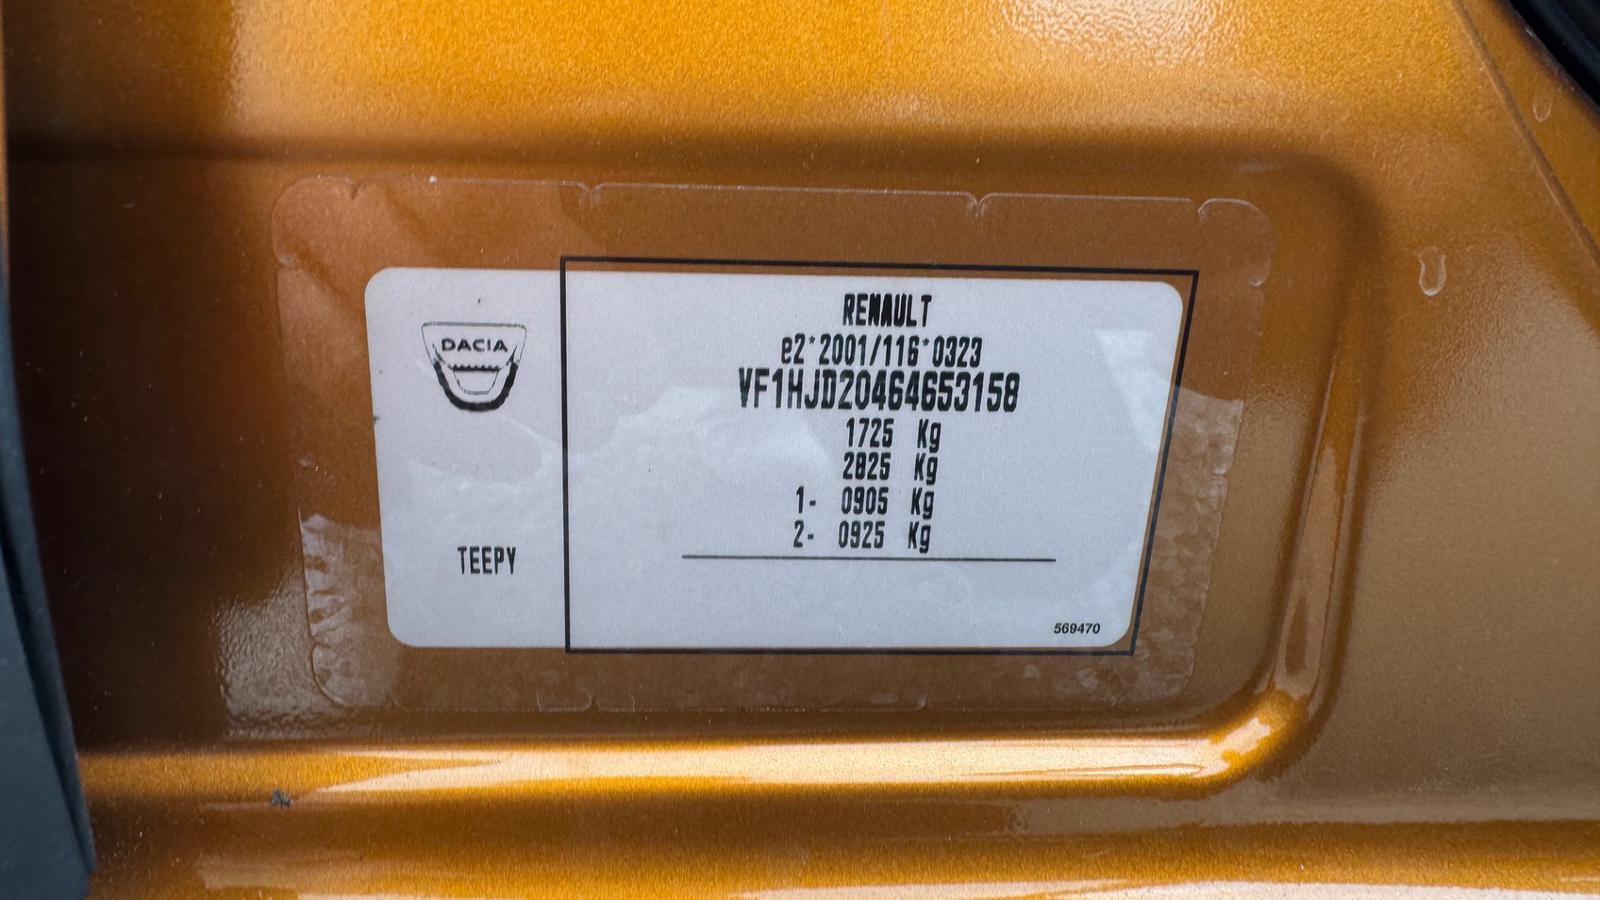 DACIA
TEEPY
RENAULT
e2*2001/116*0323
VF1HJD20464653158
1725 Kg
2825 Kg
1- 0905 Kg
2- 0925 Kg
569470